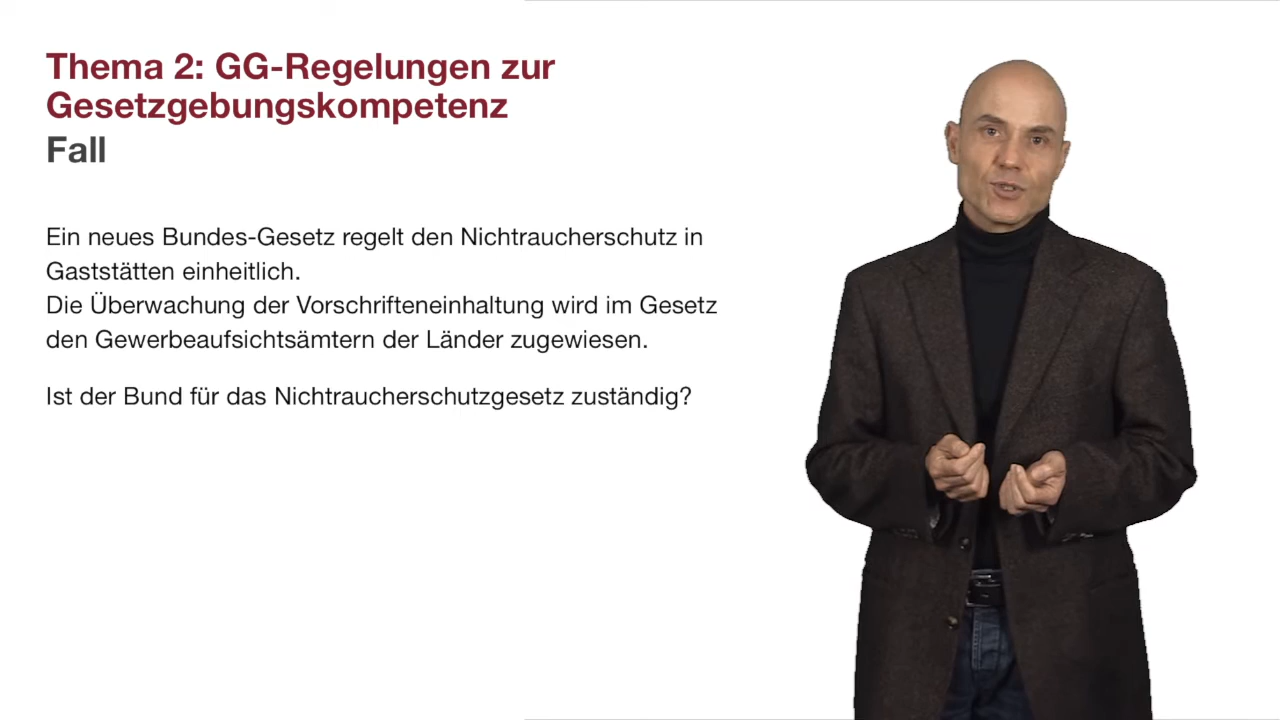 Thema 2: GG-Regelungen zur
Gesetzgebungskompetenz
Fall
Ein neues Bundes-Gesetz regelt den Nichtraucherschutz in
Gaststätten einheitlich.
Die Überwachung der Vorschrifteneinhaltung wird im Gesetz
den Gewerbeaufsichtsämtern der Länder zugewiesen.
Ist der Bund für das Nichtraucherschutzgesetz zuständig?